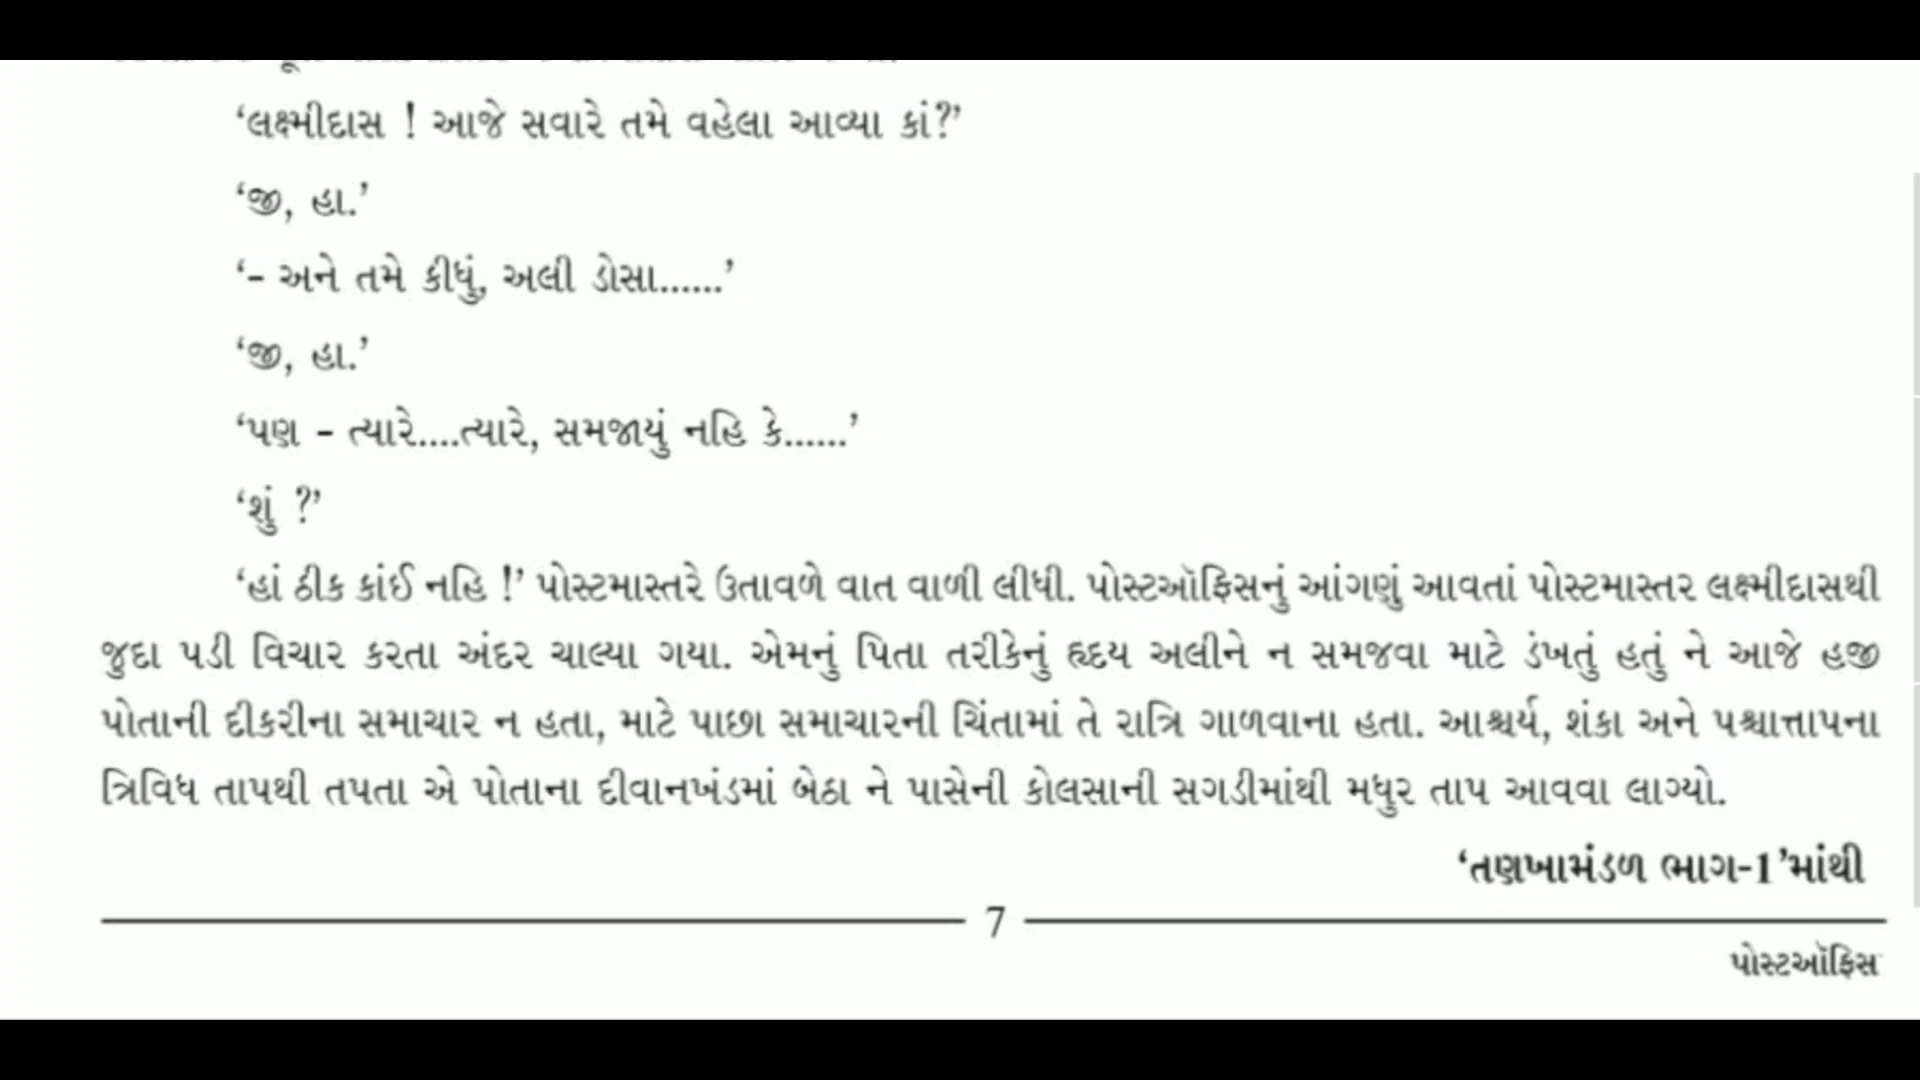 ‘લક્ષ્મીદાસ ! આજે સવારે તમે વહેલા આવ્યા કાં?’
‘જી, હા.’
‘– અને તમે કીધું, અલી ડોસા......’
‘જી, હા.’
‘પણ – ત્યારે....ત્યારે, સમજાયું નહિ કે......’
‘શું ?’
‘હાં ઠીક કાંઈ નહિ !’ પોસ્ટમાસ્તરે ઉતાવળે વાત વાળી લીધી. પોસ્ટઑફિસનું આંગણું આવતાં પોસ્ટમાસ્તર લક્ષ્મીદાસથી
જુદા પડી વિચાર કરતા અંદર ચાલ્યા ગયા. એમનું પિતા તરીકેનું હૃદય અલીને ન સમજવા માટે ડંખતું હતું ને આજે હજી
પોતાની દીકરીના સમાચાર ન હતા, માટે પાછા સમાચારની ચિંતામાં તે રાત્રિ ગાળવાના હતા. આશ્ચર્ય, શંકા અને પશ્ચાત્તાપના
ત્રિવિધ તાપથી તપતા એ પોતાના દીવાનખંડમાં બેઠા ને પાસેની કોલસાની સગડીમાંથી મધુર તાપ આવવા લાગ્યો.
‘તણખામંડળ ભાગ-1’માંથી
7
પોસ્ટઑફિસ